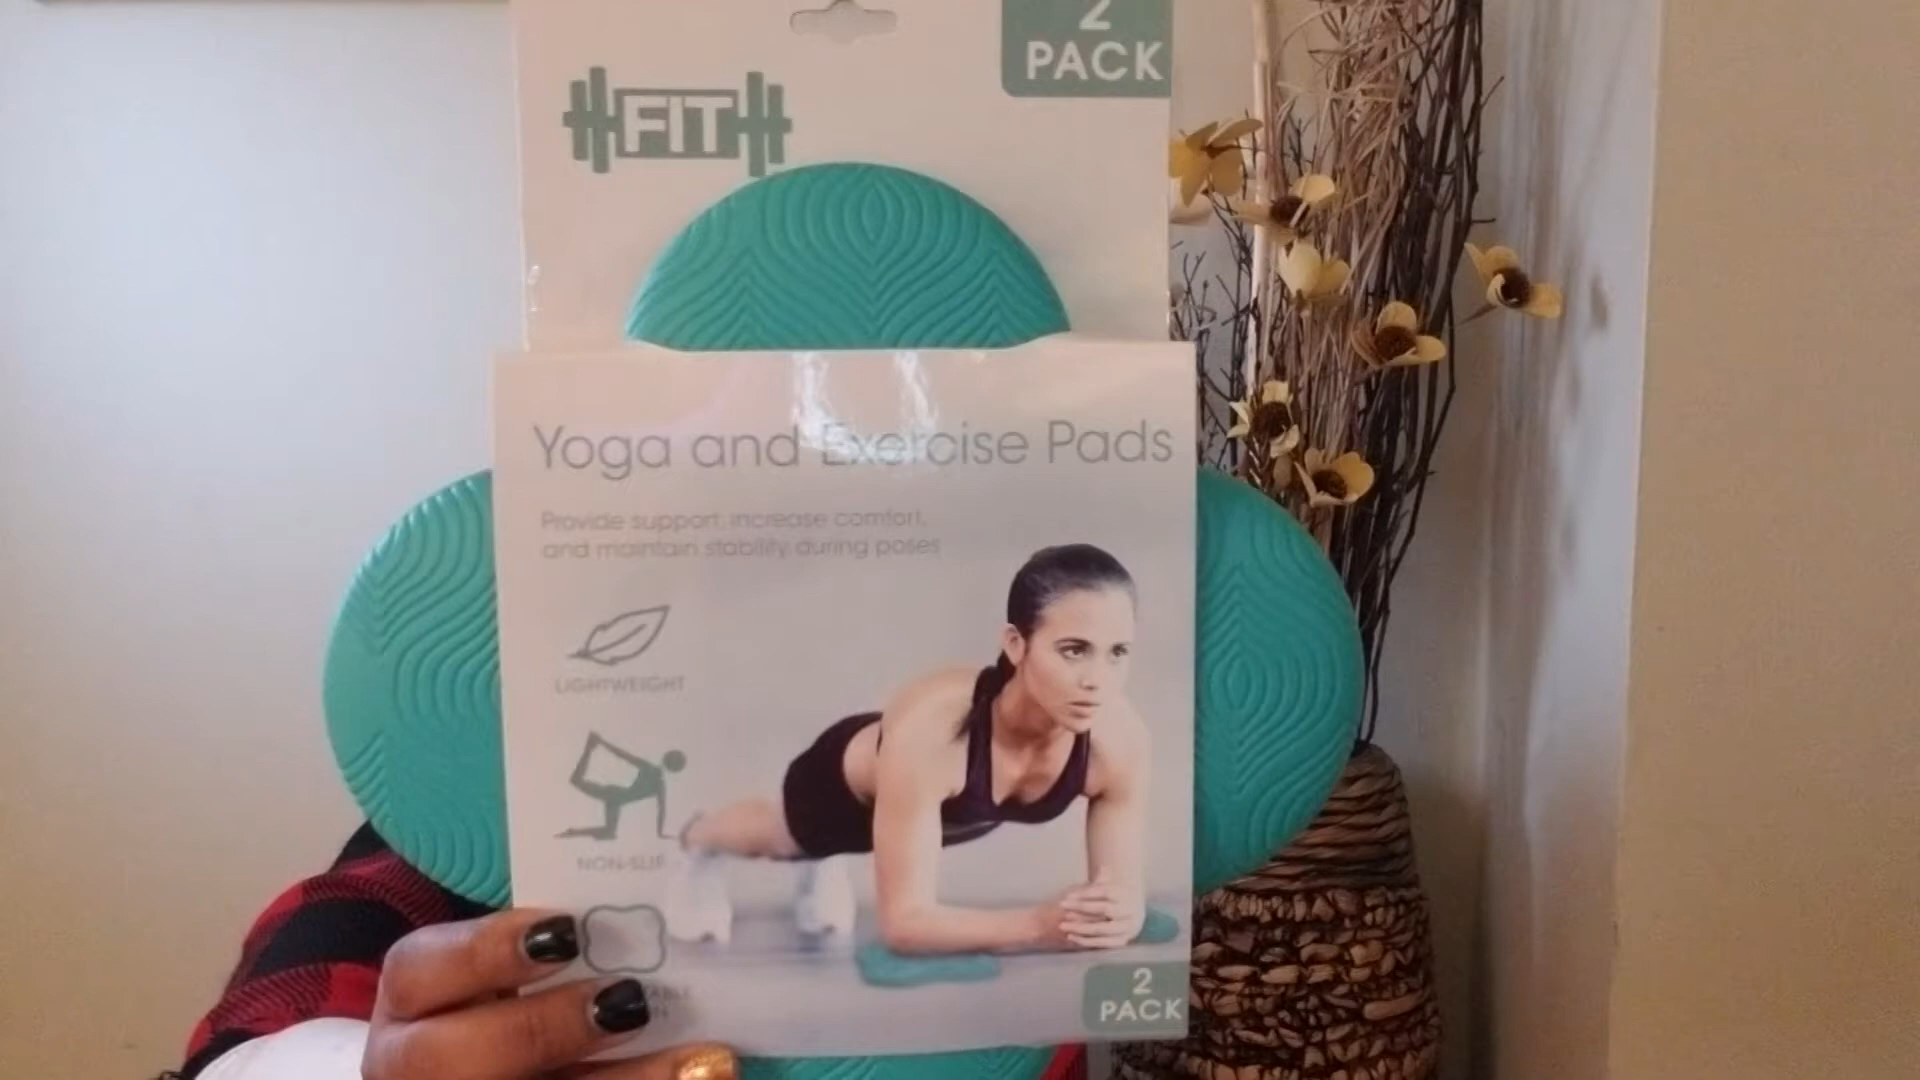 2
PACK
FIT
Yoga and Exercise Pads
Provide support, increase comfort,
and maintain stability during poses
LIGHTWEIGHT
NON-SLIP
2
PACK